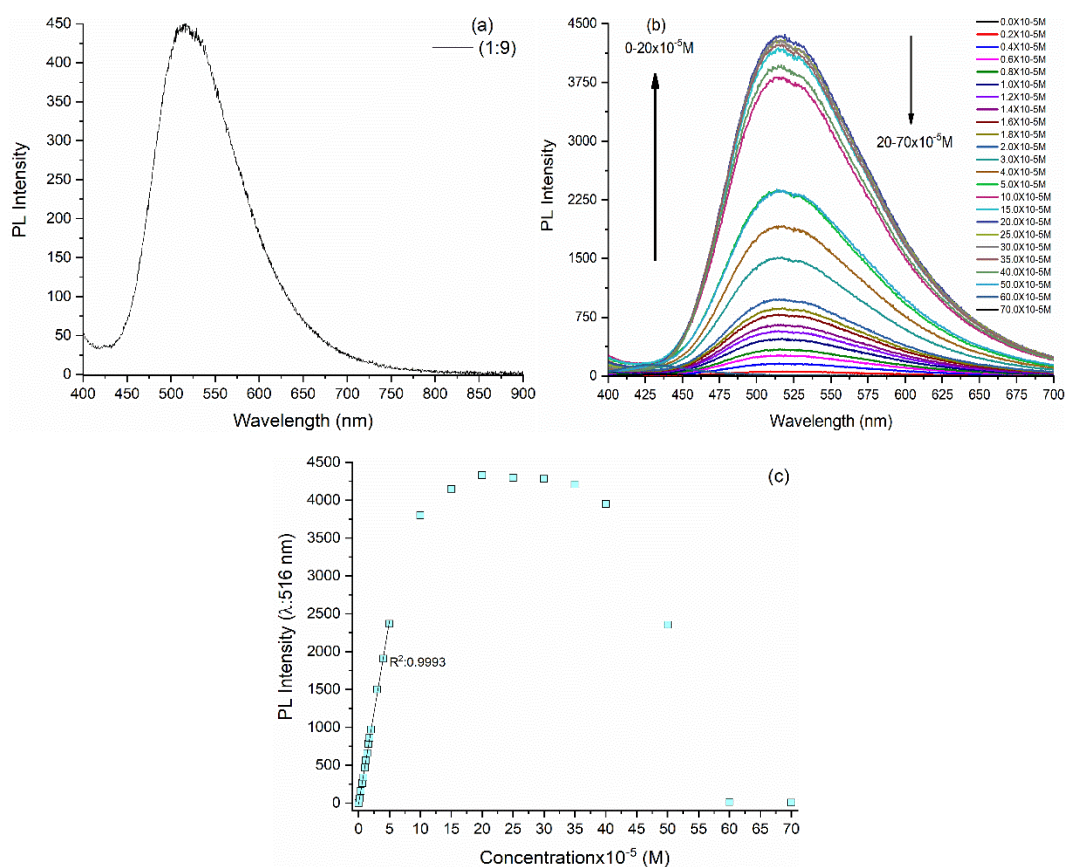 (a)
(1:9)
PL Intensity
450
400
350
300
250
200
150
100
50
0
400 450 500 550 600 650 700 750 800 850 900
Wavelength (nm)
(b)
0-20x10⁻⁵M
20-70x10⁻⁵M
PL Intensity
4500
3750
3000
2250
1500
750
0
400 425 450 475 500 525 550 575 600 625 650 675 700
Wavelength (nm)
0.0X10-5M
0.2X10-5M
0.4X10-5M
0.6X10-5M
0.8X10-5M
1.0X10-5M
1.2X10-5M
1.4X10-5M
1.6X10-5M
1.8X10-5M
2.0X10-5M
3.0X10-5M
4.0X10-5M
5.0X10-5M
10.0X10-5M
15.0X10-5M
20.0X10-5M
25.0X10-5M
30.0X10-5M
35.0X10-5M
40.0X10-5M
50.0X10-5M
60.0X10-5M
70.0X10-5M
(c)
PL Intensity (λ:516 nm)
4500
4000
3500
3000
2500
2000
1500
1000
500
0
R²:0.9993
0 5 10 15 20 25 30 35 40 45 50 55 60 65 70
Concentrationx10⁻⁵ (M)